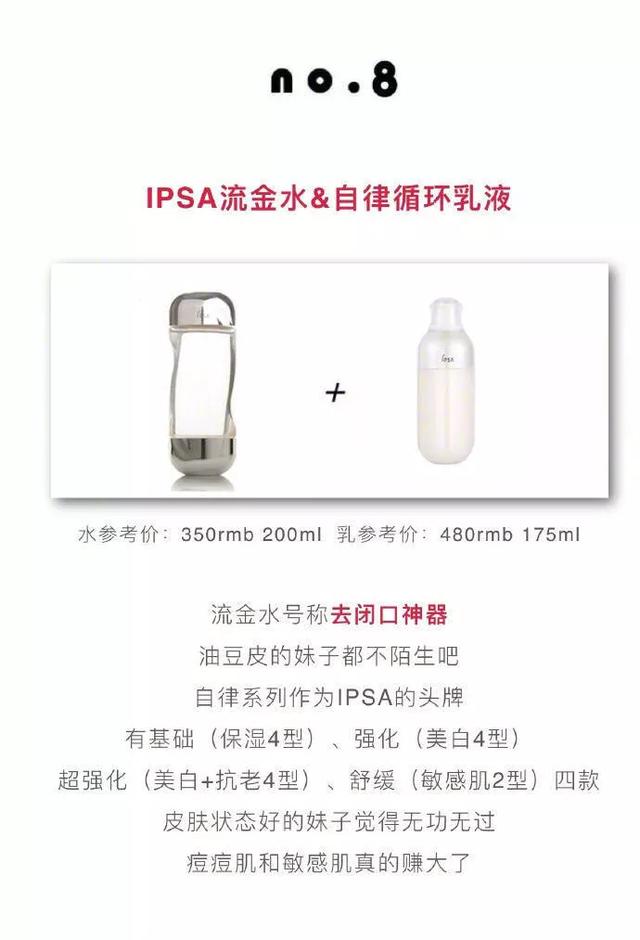 no.8
IPSA流金水&自律循环乳液
Ipsa
+
Ipsa
水参考价：350rmb 200ml 乳参考价：480rmb 175ml
流金水号称去闭口神器
油豆皮的妹子都不陌生吧
自律系列作为IPSA的头牌
有基础（保湿4型）、强化（美白4型）
超强化（美白+抗老4型）、舒缓（敏感肌2型）四款
皮肤状态好的妹子觉得无功无过
痘痘肌和敏感肌真的赚大了